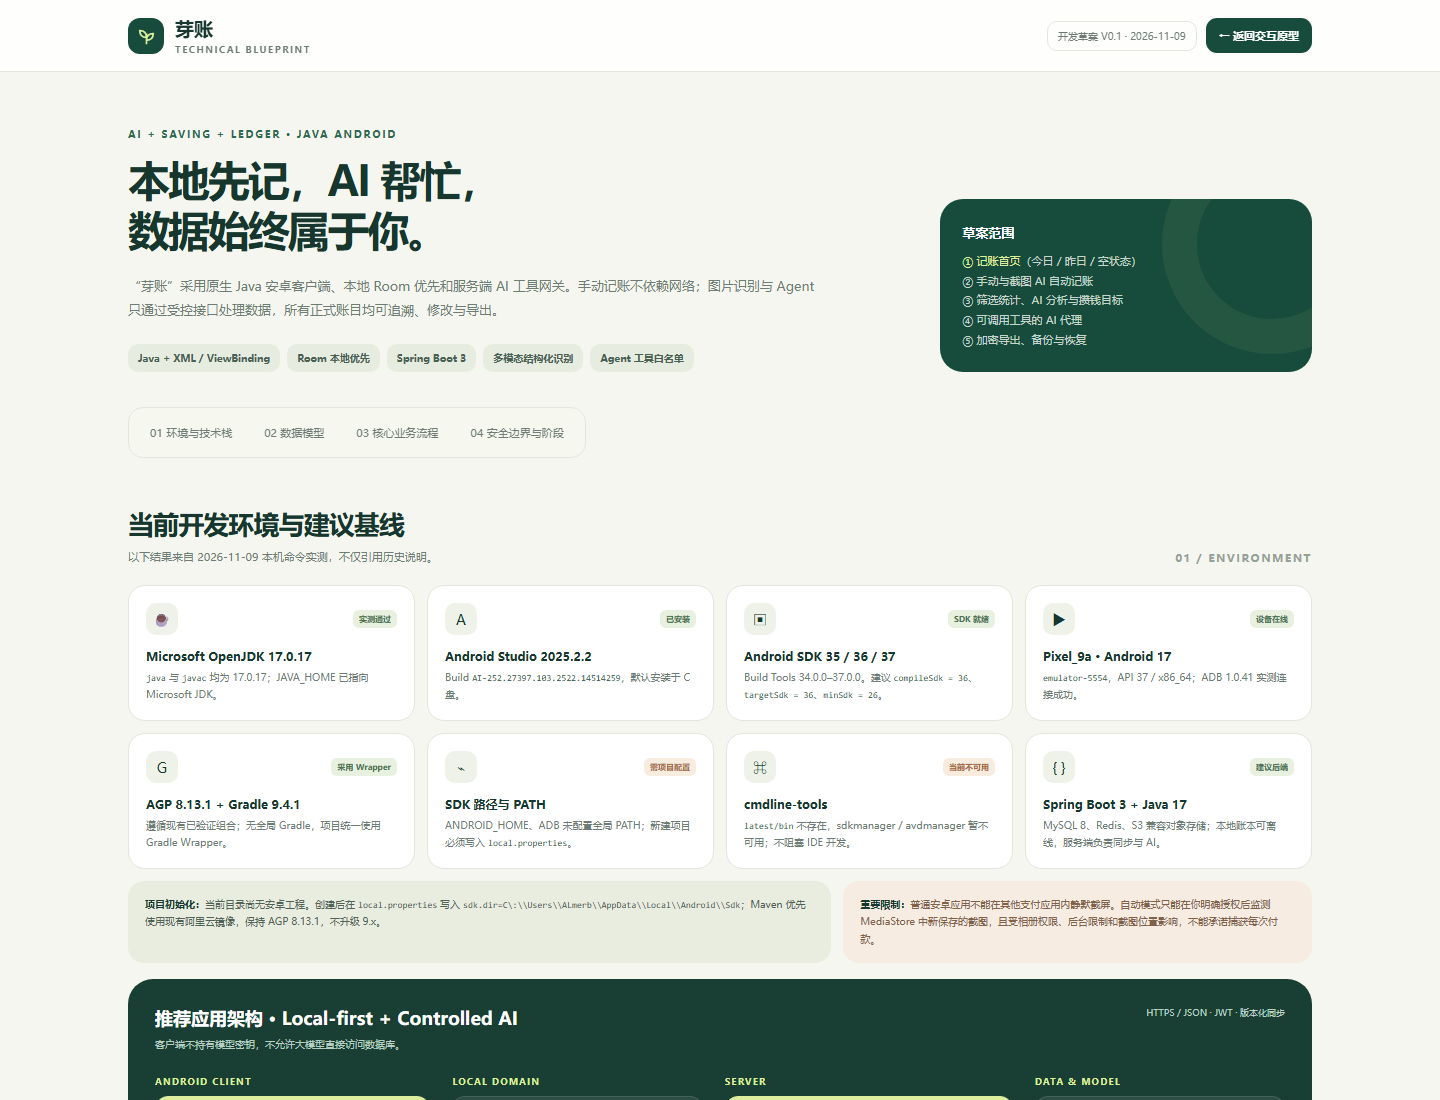 芽账
TECHNICAL BLUEPRINT
开发草案 V0.1 · 2026-11-09
← 返回交互原型
AI + SAVING + LEDGER • JAVA ANDROID
本地先记，AI 帮忙，
数据始终属于你。
“芽账”采用原生 Java 安卓客户端、本地 Room 优先和服务端 AI 工具网关。手动记账不依赖网络；图片识别与 Agent
只通过受控接口处理数据，所有正式账目均可追溯、修改与导出。
Java + XML / ViewBinding
Room 本地优先
Spring Boot 3
多模态结构化识别
Agent 工具白名单
草案范围
① 记账首页（今日 / 昨日 / 空状态）
② 手动与截图 AI 自动记账
③ 筛选统计、AI 分析与攒钱目标
④ 可调用工具的 AI 代理
⑤ 加密导出、备份与恢复
01 环境与技术栈
02 数据模型
03 核心业务流程
04 安全边界与阶段
当前开发环境与建议基线
以下结果来自 2026-11-09 本机命令实测，不仅引用历史说明。
01 / ENVIRONMENT
实测通过
Microsoft OpenJDK 17.0.17
java 与 javac 均为 17.0.17；JAVA_HOME 已指向
Microsoft JDK。
A
已安装
Android Studio 2025.2.2
Build AI-252.27397.103.2522.14514259，默认安装于 C
盘。
SDK 就绪
Android SDK 35 / 36 / 37
Build Tools 34.0.0–37.0.0。建议 compileSdk = 36、
targetSdk = 36、minSdk = 26。
设备在线
Pixel_9a • Android 17
emulator-5554，API 37 / x86_64；ADB 1.0.41 实测连
接成功。
G
采用 Wrapper
AGP 8.13.1 + Gradle 9.4.1
遵循现有已验证组合；无全局 Gradle，项目统一使用
Gradle Wrapper。
需项目配置
SDK 路径与 PATH
ANDROID_HOME、ADB 未配置全局 PATH；新建项目
必须写入 local.properties。
⌘
当前不可用
cmdline-tools
latest/bin 不存在，sdkmanager / avdmanager 暂不
可用；不阻塞 IDE 开发。
{ }
建议后端
Spring Boot 3 + Java 17
MySQL 8、Redis、S3 兼容对象存储；本地账本可离
线，服务端负责同步与 AI。
项目初始化：当前目录尚无安卓工程。创建后在 local.properties 写入 sdk.dir=C\:\\Users\\ALmerb\\AppData\\Local\\Android\\Sdk；Maven 优先
使用现有阿里云镜像，保持 AGP 8.13.1，不升级 9.x。
重要限制：普通安卓应用不能在其他支付应用内静默截屏。自动模式只能在你明确授权后监测
MediaStore 中新保存的截图，且受相册权限、后台限制和截图位置影响，不能承诺捕获每次付
款。
推荐应用架构 • Local-first + Controlled AI
客户端不持有模型密钥，不允许大模型直接访问数据库。
HTTPS / JSON · JWT · 版本化同步
ANDROID CLIENT
LOCAL DOMAIN
SERVER
DATA & MODEL